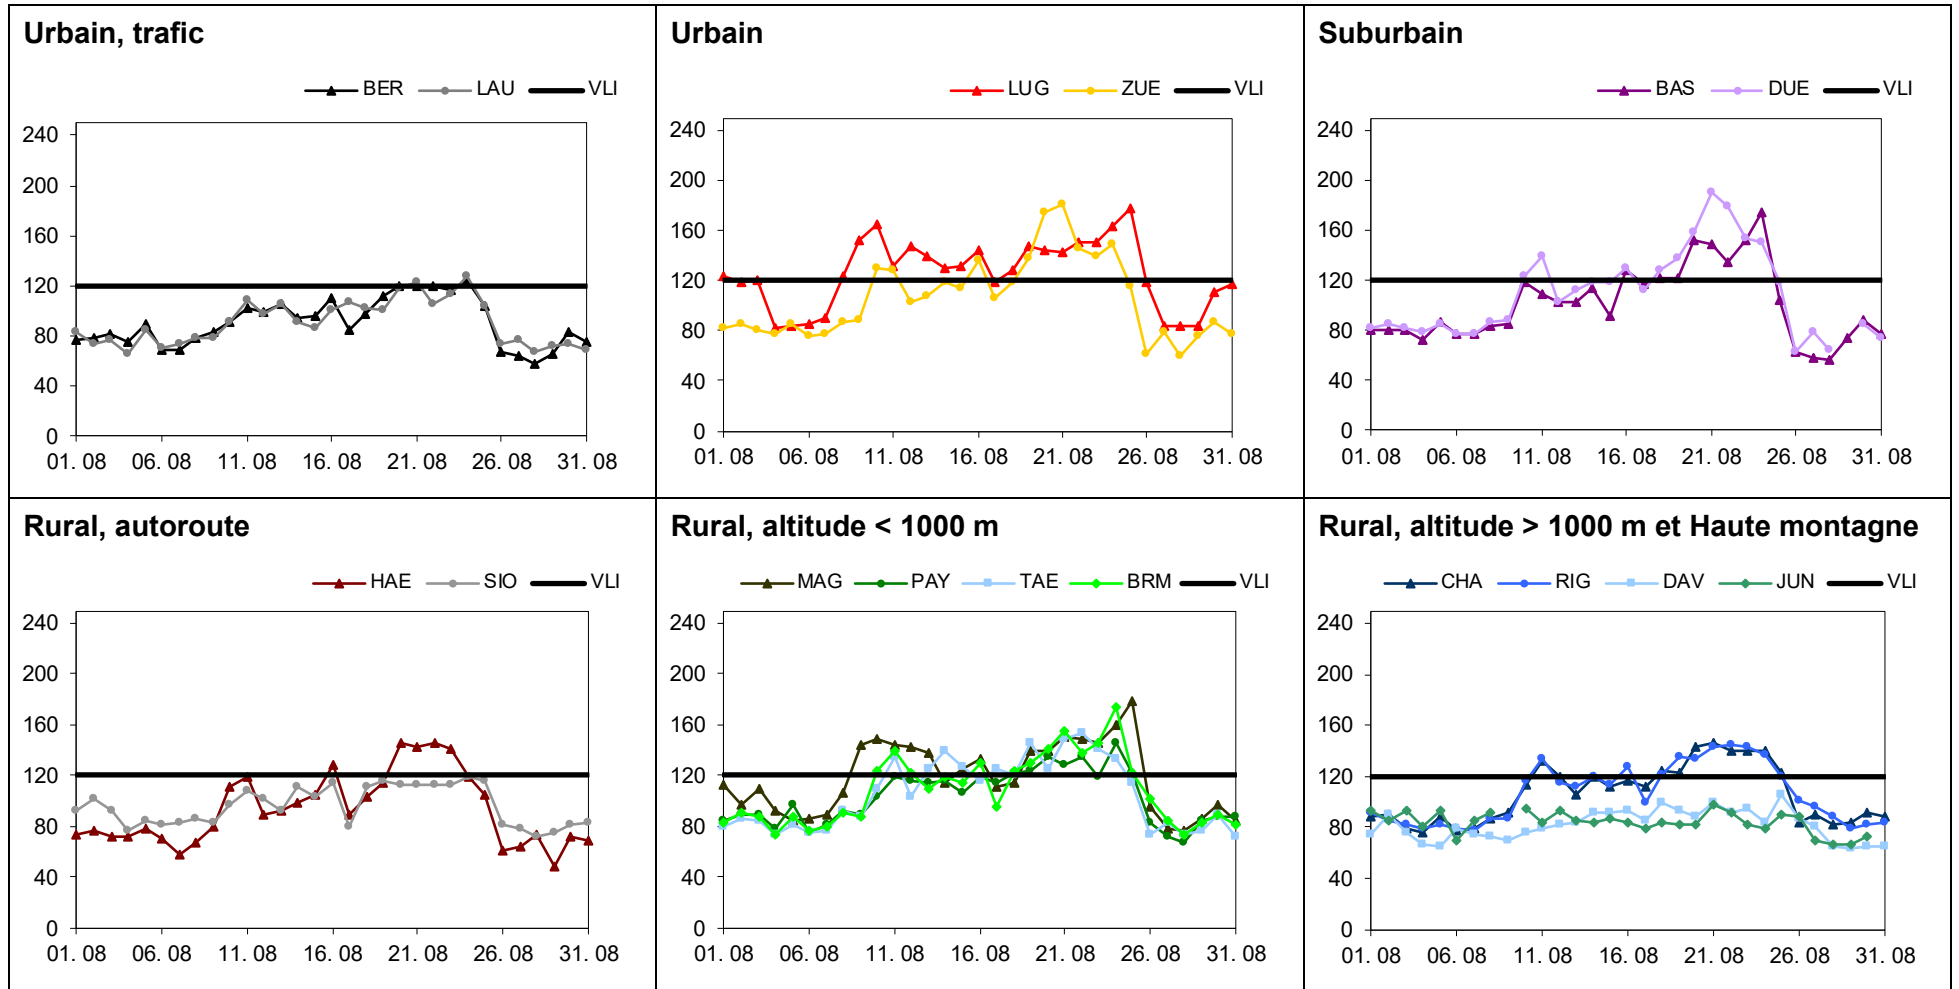 Urbain, trafic
BER LAU VLI
240
200
160
120
80
40
0
01. 08 06. 08 11. 08 16. 08 21. 08 26. 08 31. 08
Urbain
LUG ZUE VLI
240
200
160
120
80
40
0
01. 08 06. 08 11. 08 16. 08 21. 08 26. 08 31. 08
Suburbain
BAS DUE VLI
240
200
160
120
80
40
0
01. 08 06. 08 11. 08 16. 08 21. 08 26. 08 31. 08
Rural, autoroute
HAE SIO VLI
240
200
160
120
80
40
0
01. 08 06. 08 11. 08 16. 08 21. 08 26. 08 31. 08
Rural, altitude < 1000 m
MAG PAY TAE BRM VLI
240
200
160
120
80
40
0
01. 08 06. 08 11. 08 16. 08 21. 08 26. 08 31. 08
Rural, altitude > 1000 m et Haute montagne
CHA RIG DAV JUN VLI
240
200
160
120
80
40
0
01. 08 06. 08 11. 08 16. 08 21. 08 26. 08 31. 08